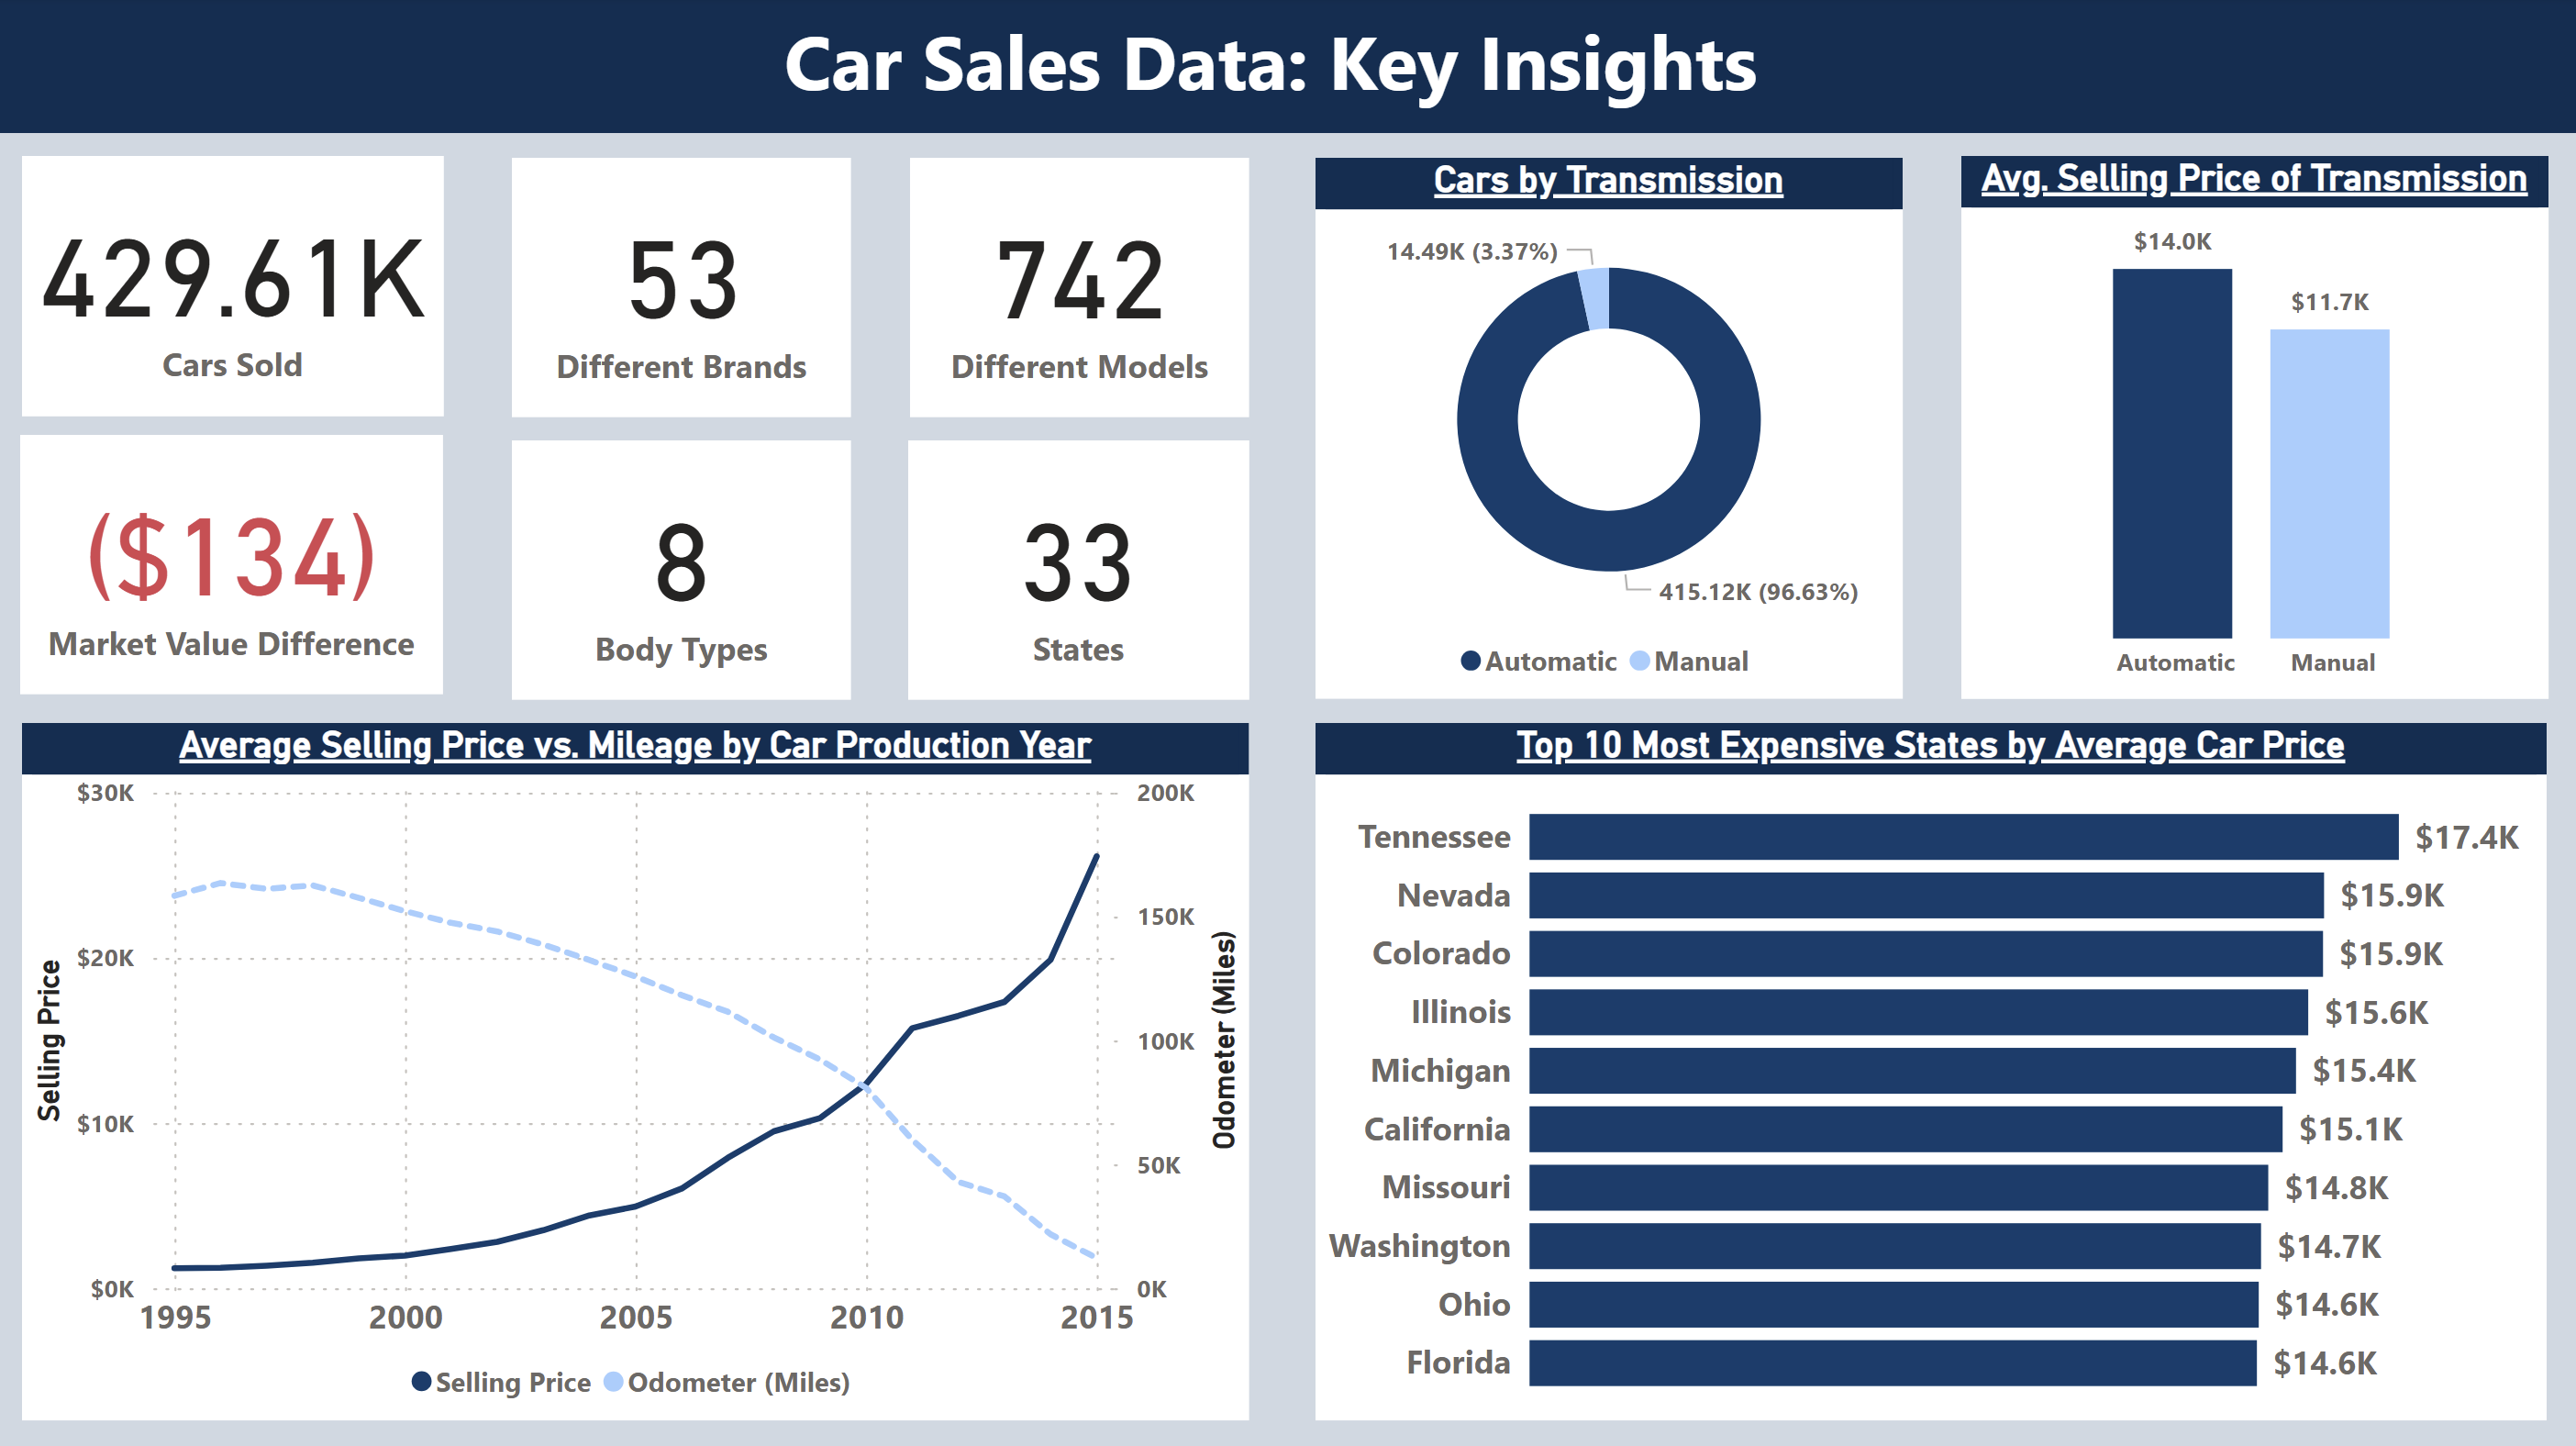 Car Sales Data: Key Insights
429.61K
Cars Sold
53
Different Brands
742
Different Models
($134)
Market Value Difference
8
Body Types
33
States
Cars by Transmission
14.49K (3.37%)
415.12K (96.63%)
Automatic Manual
Avg. Selling Price of Transmission
$14.0K
$11.7K
Automatic Manual
Average Selling Price vs. Mileage by Car Production Year
Selling Price
$30K
$20K
$10K
$0K
200K
150K
100K
50K
0K
Odometer (Miles)
1995 2000 2005 2010 2015
Selling Price Odometer (Miles)
Top 10 Most Expensive States by Average Car Price
Tennessee $17.4K
Nevada $15.9K
Colorado $15.9K
Illinois $15.6K
Michigan $15.4K
California $15.1K
Missouri $14.8K
Washington $14.7K
Ohio $14.6K
Florida $14.6K